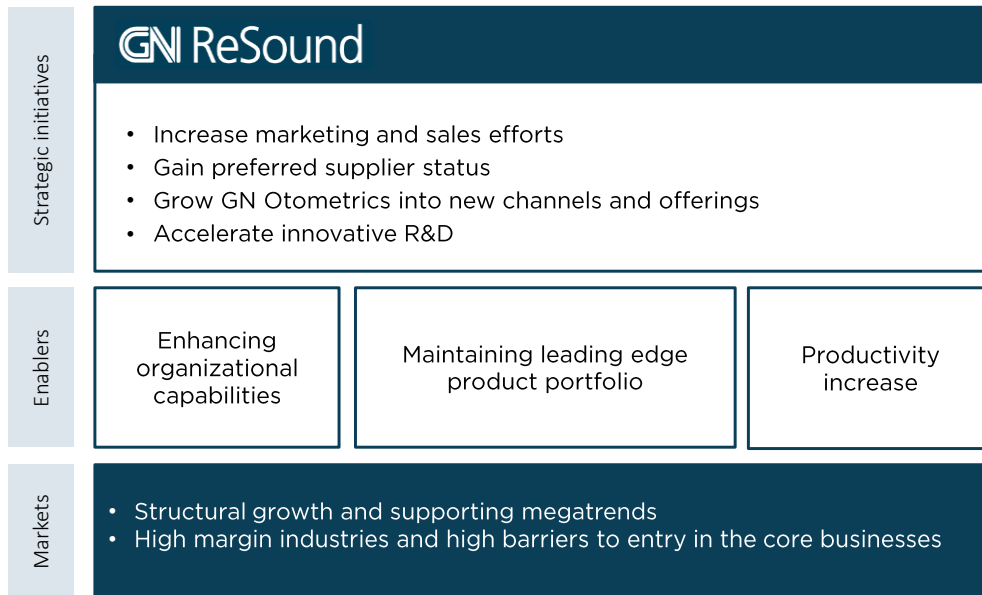 Strategic initiatives
GN ReSound
• Increase marketing and sales efforts
• Gain preferred supplier status
• Grow GN Otometrics into new channels and offerings
• Accelerate innovative R&D
Enablers
Enhancing
organizational
capabilities
Maintaining leading edge
product portfolio
Productivity
increase
Markets
• Structural growth and supporting megatrends
• High margin industries and high barriers to entry in the core businesses